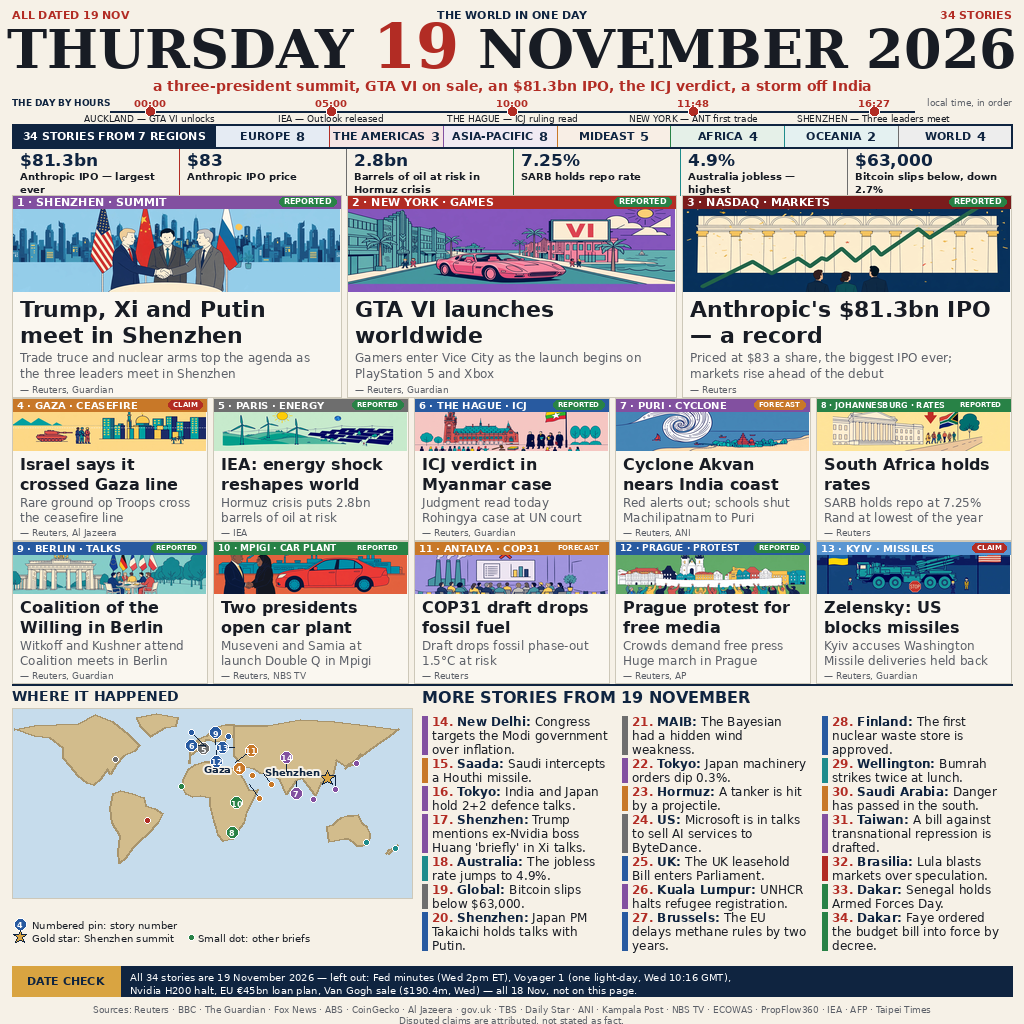 ALL DATED 19 NOV
THE WORLD IN ONE DAY
34 STORIES
THURSDAY 19 NOVEMBER 2026
a three-president summit, GTA VI on sale, an $81.3bn IPO, the ICJ verdict, a storm off India
THE DAY BY HOURS
00:00
05:00
10:00
11:48
16:27
local time, in order
AUCKLAND — GTA VI unlocks
IEA — Outlook released
THE HAGUE — ICJ ruling read
NEW YORK — ANT first trade
SHENZHEN — Three leaders meet
34 STORIES FROM 7 REGIONS
EUROPE 8
THE AMERICAS 3
ASIA-PACIFIC 8
MIDEAST 5
AFRICA 4
OCEANIA 2
WORLD 4
$81.3bn
Anthropic IPO — largest
ever
$83
Anthropic IPO price
2.8bn
Barrels of oil at risk in
Hormuz crisis
7.25%
SARB holds repo rate
4.9%
Australia jobless —
highest
$63,000
Bitcoin slips below, down
2.7%
1 · SHENZHEN · SUMMIT
REPORTED
Trump, Xi and Putin
meet in Shenzhen
Trade truce and nuclear arms top the agenda as
the three leaders meet in Shenzhen
— Reuters, Guardian
2 · NEW YORK · GAMES
REPORTED
VI
GTA VI launches
worldwide
Gamers enter Vice City as the launch begins on
PlayStation 5 and Xbox
— Reuters, Guardian
3 · NASDAQ · MARKETS
REPORTED
Anthropic's $81.3bn IPO
— a record
Priced at $83 a share, the biggest IPO ever;
markets rise ahead of the debut
— Reuters
4 · GAZA · CEASEFIRE
CLAIM
Israel says it
crossed Gaza line
Rare ground op Troops cross
the ceasefire line
— Reuters, Al Jazeera
5 · PARIS · ENERGY
REPORTED
IEA: energy shock
reshapes world
Hormuz crisis puts 2.8bn
barrels of oil at risk
— IEA
6 · THE HAGUE · ICJ
REPORTED
ICJ verdict in
Myanmar case
Judgment read today
Rohingya case at UN court
— Reuters, Guardian
7 · PURI · CYCLONE
FORECAST
Cyclone Akvan
nears India coast
Red alerts out; schools shut
Machilipatnam to Puri
— Reuters, ANI
8 · JOHANNESBURG · RATES
REPORTED
South Africa holds
rates
SARB holds repo at 7.25%
Rand at lowest of the year
— Reuters
9 · BERLIN · TALKS
REPORTED
Coalition of the
Willing in Berlin
Witkoff and Kushner attend
Coalition meets in Berlin
— Reuters, Guardian
10 · MPIGI · CAR PLANT
REPORTED
Two presidents
open car plant
Museveni and Samia at
launch Double Q in Mpigi
— Reuters, NBS TV
11 · ANTALYA · COP31
FORECAST
COP31 draft drops
fossil fuel
Draft drops fossil phase-out
1.5°C at risk
— Reuters, Guardian
12 · PRAGUE · PROTEST
REPORTED
Prague protest for
free media
Crowds demand free press
Huge march in Prague
— Reuters, AP
13 · KYIV · MISSILES
CLAIM
STOP
Zelensky: US
blocks missiles
Kyiv accuses Washington
Missile deliveries held back
— Reuters, Guardian
WHERE IT HAPPENED
9
6
5
13
12
11
14
4
7
10
8
Gaza
Shenzhen
4 Numbered pin: story number
Gold star: Shenzhen summit
Small dot: other briefs
MORE STORIES FROM 19 NOVEMBER
14. New Delhi: Congress
targets the Modi government
over inflation.
15. Saada: Saudi intercepts
a Houthi missile.
16. Tokyo: India and Japan
hold 2+2 defence talks.
17. Shenzhen: Trump
mentions ex-Nvidia boss
Huang 'briefly' in Xi talks.
18. Australia: The jobless
rate jumps to 4.9%.
19. Global: Bitcoin slips
below $63,000.
20. Shenzhen: Japan PM
Takaichi holds talks with
Putin.
21. MAIB: The Bayesian
had a hidden wind
weakness.
22. Tokyo: Japan machinery
orders dip 0.3%.
23. Hormuz: A tanker is hit
by a projectile.
24. US: Microsoft is in talks
to sell AI services to
ByteDance.
25. UK: The UK leasehold
Bill enters Parliament.
26. Kuala Lumpur: UNHCR
halts refugee registration.
27. Brussels: The EU
delays methane rules by two
years.
28. Finland: The first
nuclear waste store is
approved.
29. Wellington: Bumrah
strikes twice at lunch.
30. Saudi Arabia: Danger
has passed in the south.
31. Taiwan: A bill against
transnational repression is
drafted.
32. Brasilia: Lula blasts
markets over speculation.
33. Dakar: Senegal holds
Armed Forces Day.
34. Dakar: Faye ordered
the budget bill into force by
decree.
DATE CHECK
All 34 stories are 19 November 2026 — left out: Fed minutes (Wed 2pm ET), Voyager 1 (one light-day, Wed 10:16 GMT),
Nvidia H200 halt, EU €45bn loan plan, Van Gogh sale ($190.4m, Wed) — all 18 Nov, not on this page.
Sources: Reuters · BBC · The Guardian · Fox News · ABS · CoinGecko · Al Jazeera · gov.uk · TBS · Daily Star · ANI · Kampala Post · NBS TV · ECOWAS · PropFlow360 · IEA · AFP · Taipei Times
Disputed claims are attributed, not stated as fact.